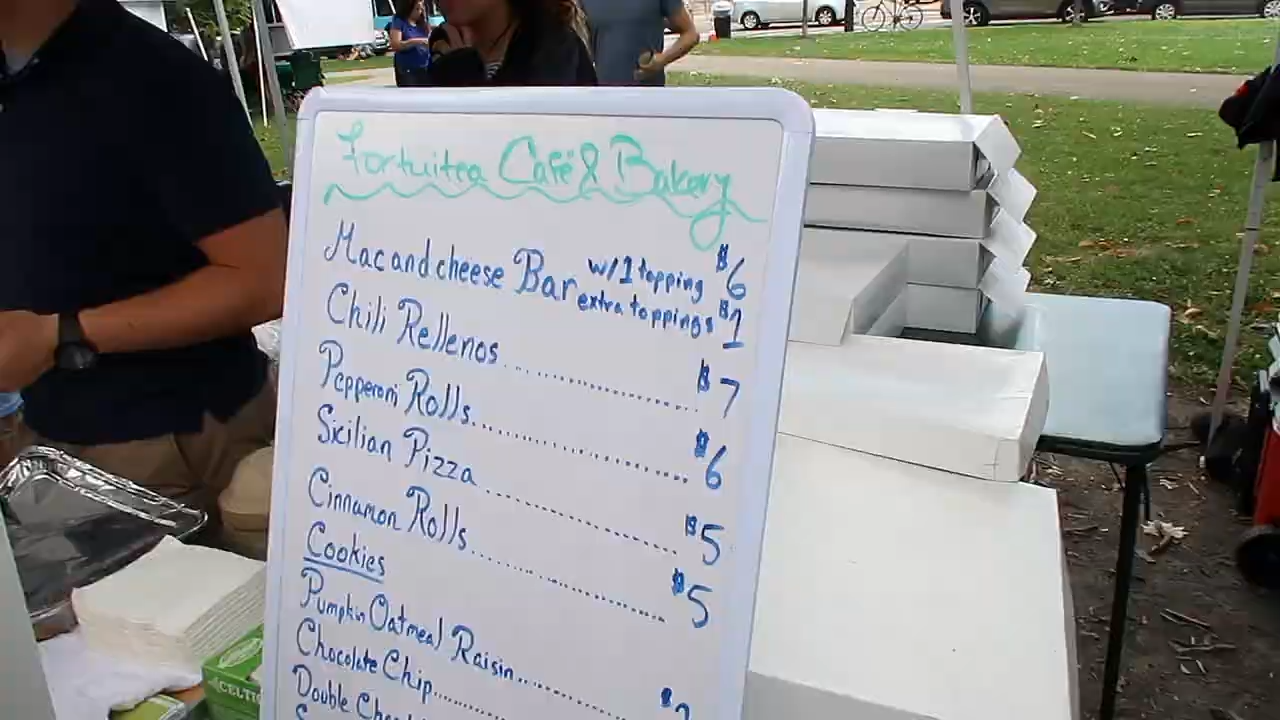 Fortuitea Café & Bakery
Mac and cheese Bar w/1 topping $6
extra toppings $1
Chili Rellenos.................... $7
Pepperoni Rolls.................... $6
Sicilian Pizza.................... $5
Cinnamon Rolls.................... $5
Cookies
Pumpkin Oatmeal Raisin..............
Chocolate Chip..............
Double